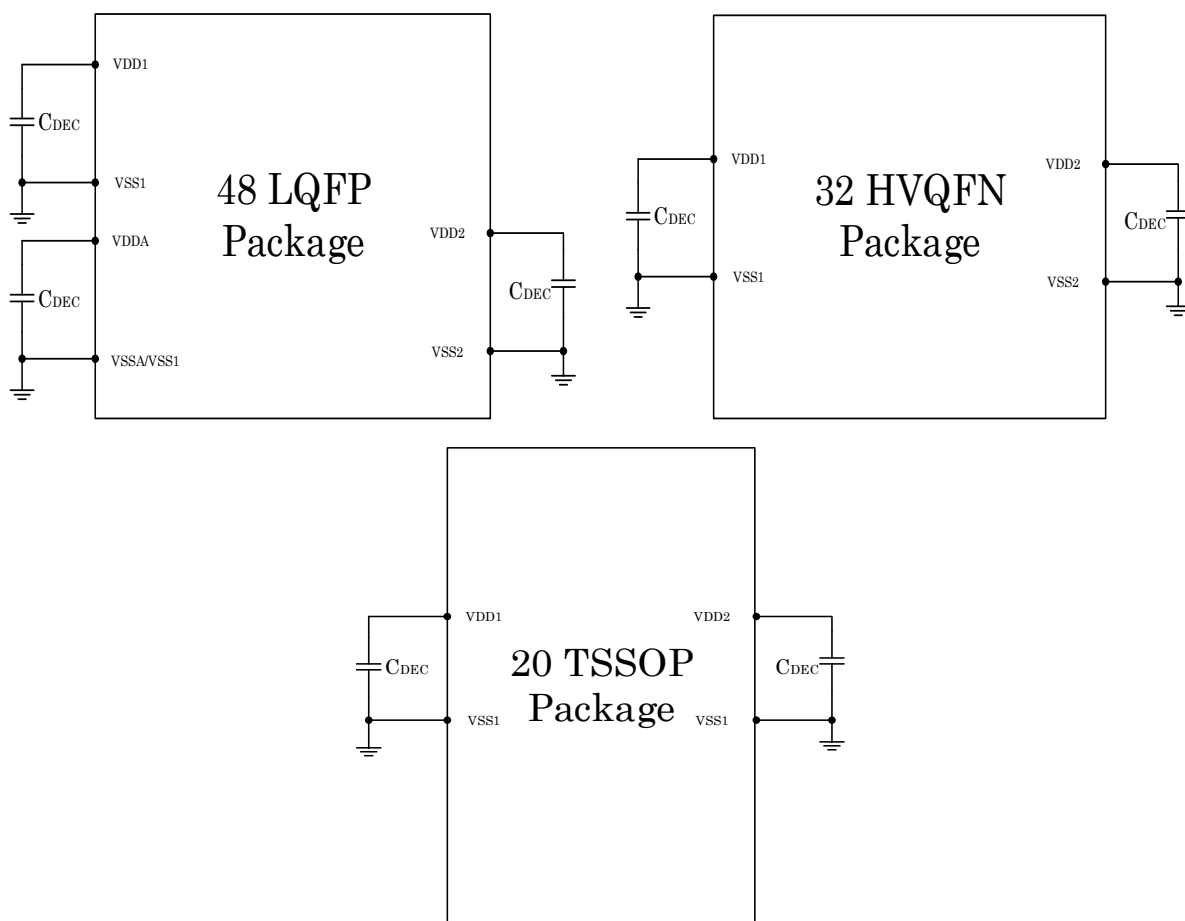 VDD1
CDEC
VSS1
VDDA
CDEC
VSSA/VSS1
48 LQFP
Package
VDD2
CDEC
VSS2
VDD1
CDEC
VSS1
32 HVQFN
Package
VDD2
CDEC
VSS2
VDD1
CDEC
VSS1
20 TSSOP
Package
VDD2
CDEC
VSS1